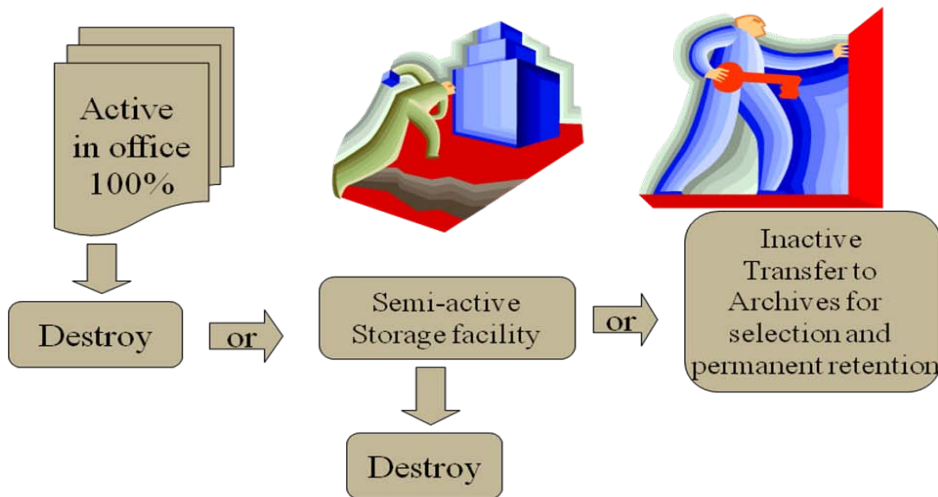 Active
in office
100%
Destroy
or
Semi-active
Storage facility
or
Inactive
Transfer to
Archives for
selection and
permanent retention
Destroy